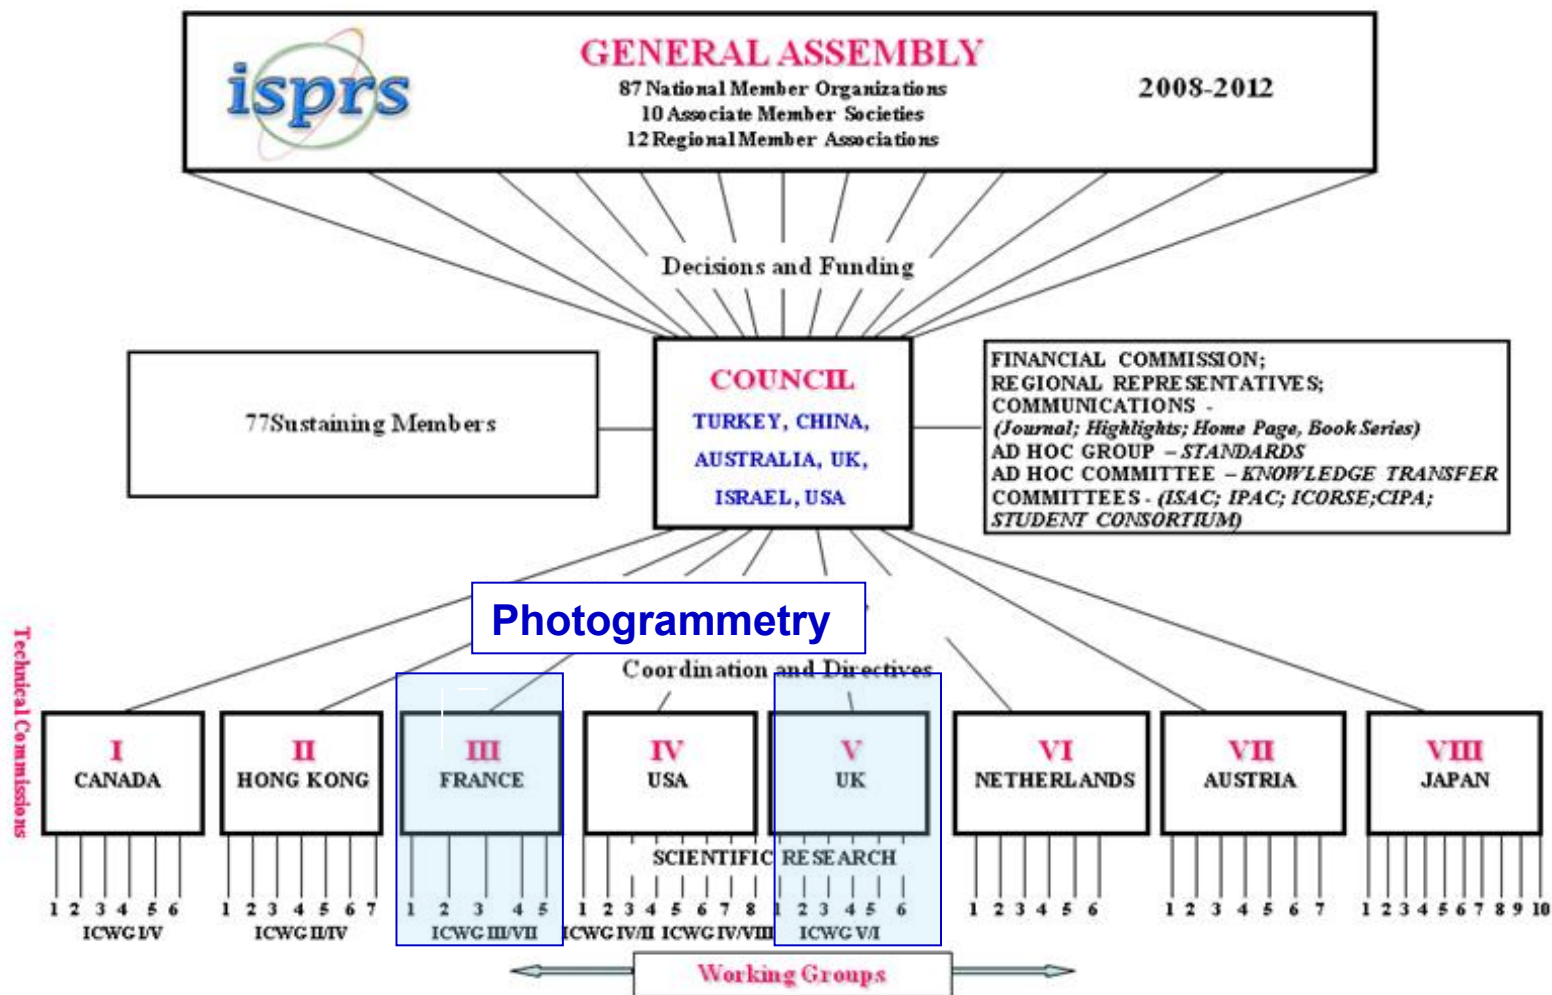 isprs
GENERAL ASSEMBLY
87 National Member Organizations
10 Associate Member Societies
12 Regional Member Associations
2008-2012
Decisions and Funding
77Sustaining Members
COUNCIL
TURKEY, CHINA,
AUSTRALIA, UK,
ISRAEL, USA
FINANCIAL COMMISSION;
REGIONAL REPRESENTATIVES;
COMMUNICATIONS -
(Journal; Highlights; Home Page, Book Series)
AD HOC GROUP – STANDARDS
AD HOC COMMITTEE – KNOWLEDGE TRANSFER
COMMITTEES - (ISAC; IPAC; ICORSE;CIPA;
STUDENT CONSORTIUM)
Photogrammetry
Coordination and Directives
Technical Commissions
I
CANADA
II
HONG KONG
III
FRANCE
IV
USA
V
UK
VI
NETHERLANDS
VII
AUSTRIA
VIII
JAPAN
SCIENTIFIC RESEARCH
1 2 3 4 5 6
1 2 3 4 5 6 7
1 2 3 4 5
1 2 3 4 5 6 7 8
1 2 3 4 5 6
1 2 3 4 5 6
1 2 3 4 5 6 7
1 2 3 4 5 6 7 8 9 10
ICWG I/V
ICWG II/IV
ICWG III/VII
ICWG IV/II ICWG IV/VIII
ICWG V/I
Working Groups